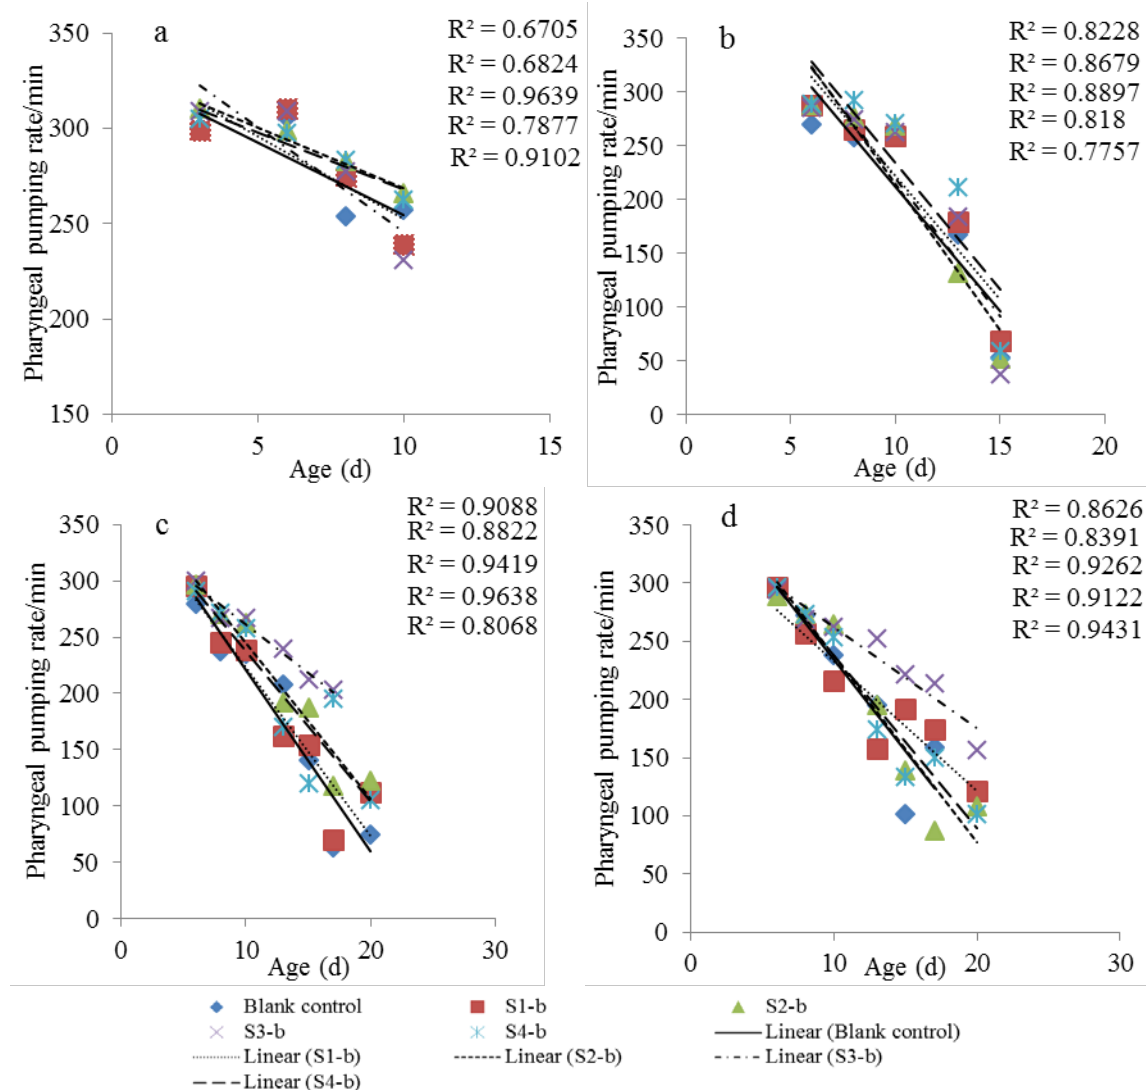 a
R² = 0.6705
R² = 0.6824
R² = 0.9639
R² = 0.7877
R² = 0.9102
Pharyngeal pumping rate/min
350
300
250
200
150
0
5
10
15
Age (d)
b
R² = 0.8228
R² = 0.8679
R² = 0.8897
R² = 0.818
R² = 0.7757
Pharyngeal pumping rate/min
350
300
250
200
150
100
50
0
0
5
10
15
20
Age (d)
c
R² = 0.9088
R² = 0.8822
R² = 0.9419
R² = 0.9638
R² = 0.8068
Pharyngeal pumping rate/min
350
300
250
200
150
100
50
0
0
10
20
30
Age (d)
d
R² = 0.8626
R² = 0.8391
R² = 0.9262
R² = 0.9122
R² = 0.9431
Pharyngeal pumping rate/min
350
300
250
200
150
100
50
0
0
10
20
30
Age (d)
Blank control S1-b S2-b
S3-b S4-b Linear (Blank control)
Linear (S1-b) Linear (S2-b) Linear (S3-b)
Linear (S4-b)